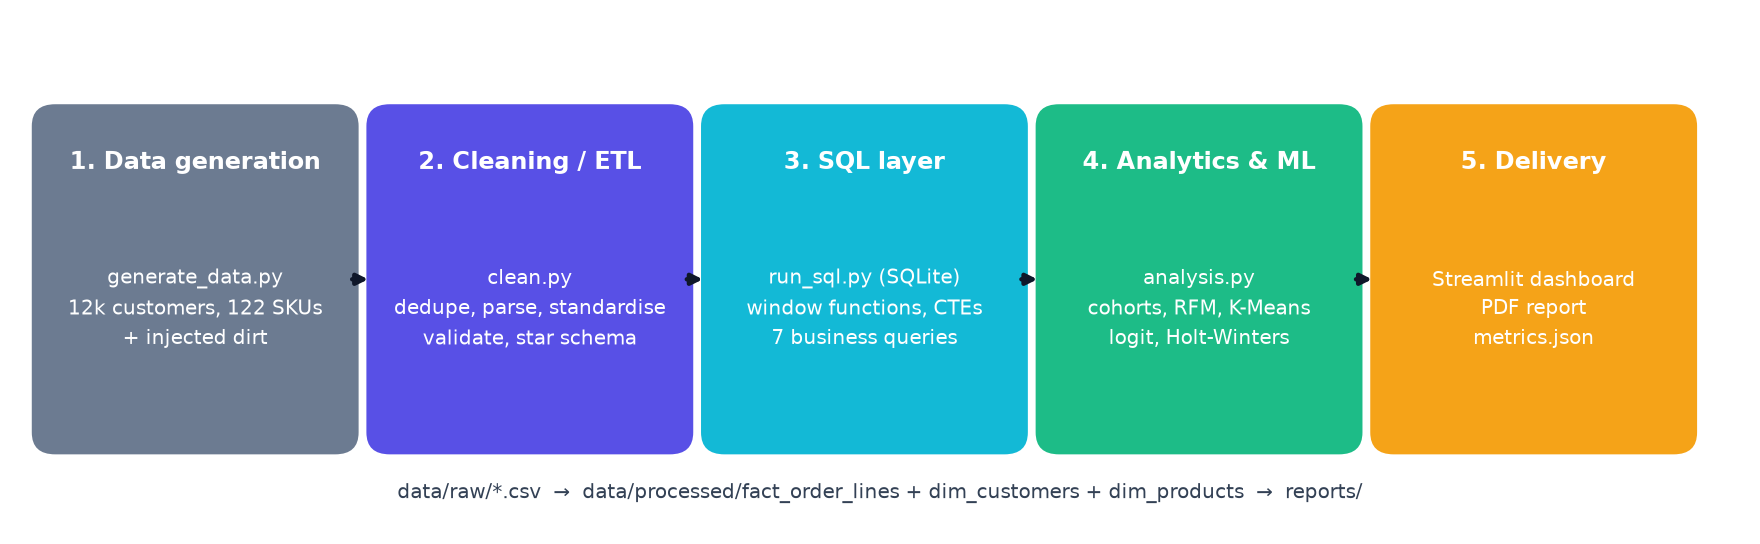 1. Data generation
generate_data.py
12k customers, 122 SKUs
+ injected dirt
2. Cleaning / ETL
clean.py
dedupe, parse, standardise
validate, star schema
3. SQL layer
run_sql.py (SQLite)
window functions, CTEs
7 business queries
4. Analytics & ML
analysis.py
cohorts, RFM, K-Means
logit, Holt-Winters
5. Delivery
Streamlit dashboard
PDF report
metrics.json
data/raw/*.csv → data/processed/fact_order_lines + dim_customers + dim_products → reports/